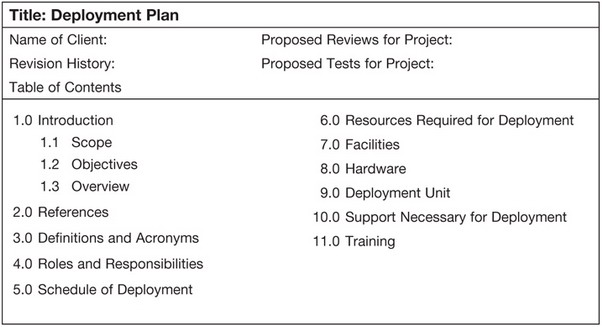 Title: Deployment Plan
Name of Client:
Proposed Reviews for Project:
Revision History:
Proposed Tests for Project:
Table of Contents
1.0 Introduction
1.1 Scope
1.2 Objectives
1.3 Overview
2.0 References
3.0 Definitions and Acronyms
4.0 Roles and Responsibilities
5.0 Schedule of Deployment
6.0 Resources Required for Deployment
7.0 Facilities
8.0 Hardware
9.0 Deployment Unit
10.0 Support Necessary for Deployment
11.0 Training